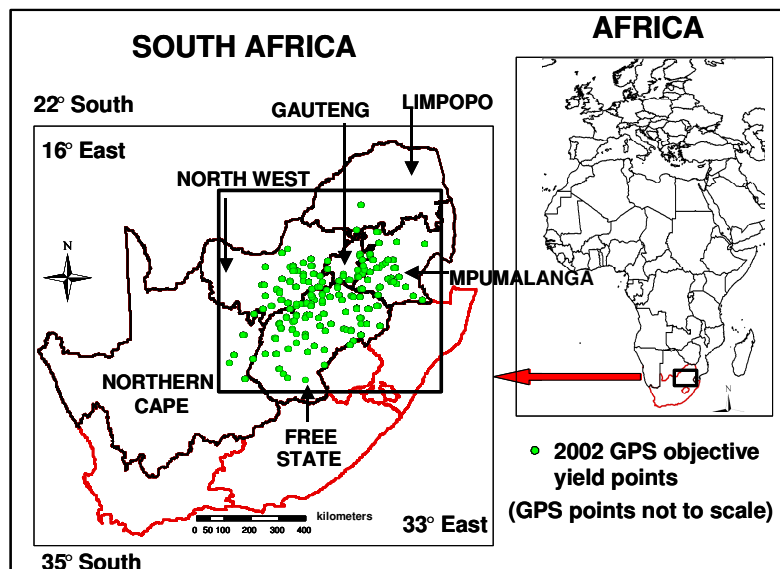 SOUTH AFRICA
AFRICA
22° South
16° East
GAUTENG
LIMPOPO
NORTH WEST
N
MPUMALANGA
NORTHERN
CAPE
FREE
STATE
kilometers
0 50 100 200 300 400
33° East
35° South
N
2002 GPS objective
yield points
(GPS points not to scale)